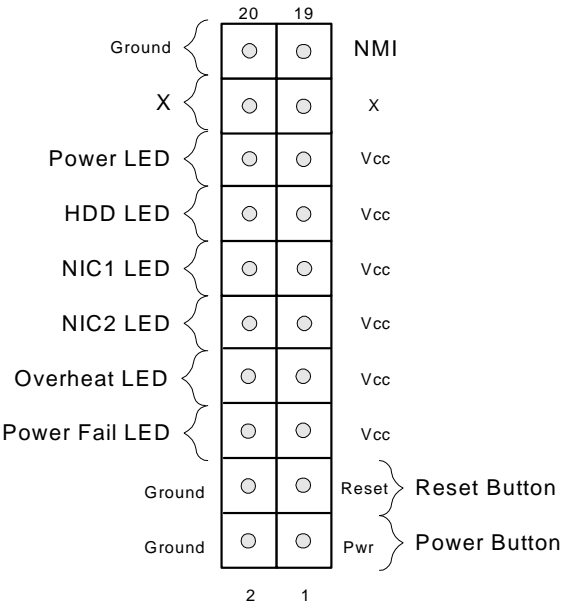 20 19
Ground NMI
X X
Power LED Vcc
HDD LED Vcc
NIC1 LED Vcc
NIC2 LED Vcc
Overheat LED Vcc
Power Fail LED Vcc
Ground Reset Reset Button
Ground Pwr Power Button
2 1